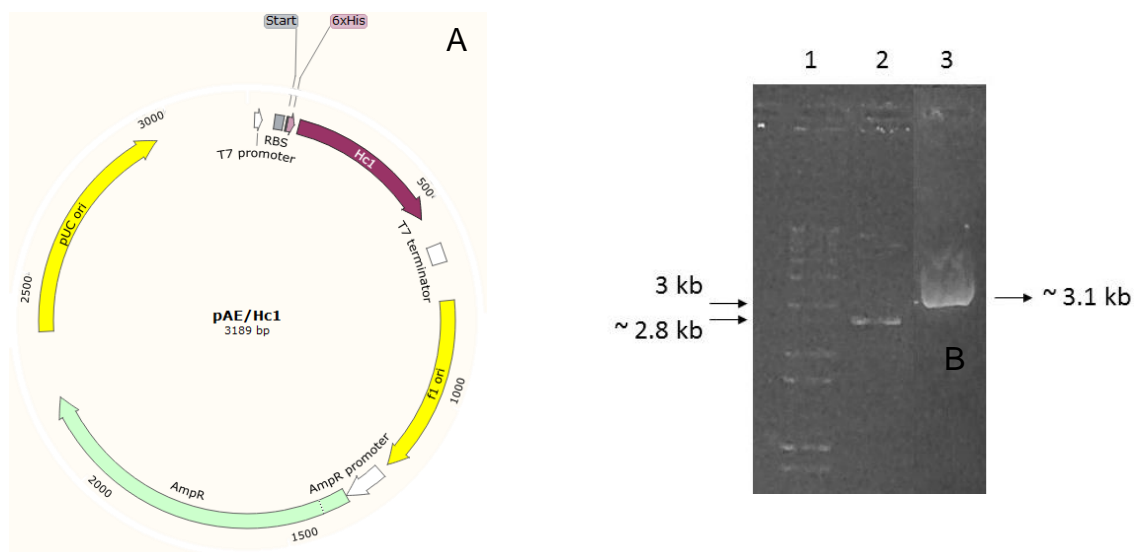 A
Start
6xHis
3000
RBS
T7 promoter
Hc1
500
T7 terminator
pUC ori
2500
pAE/Hc1
3189 bp
f1 ori
1000
AmpR promoter
AmpR
2000
1500
1 2 3
3 kb
~ 2.8 kb
~ 3.1 kb
B